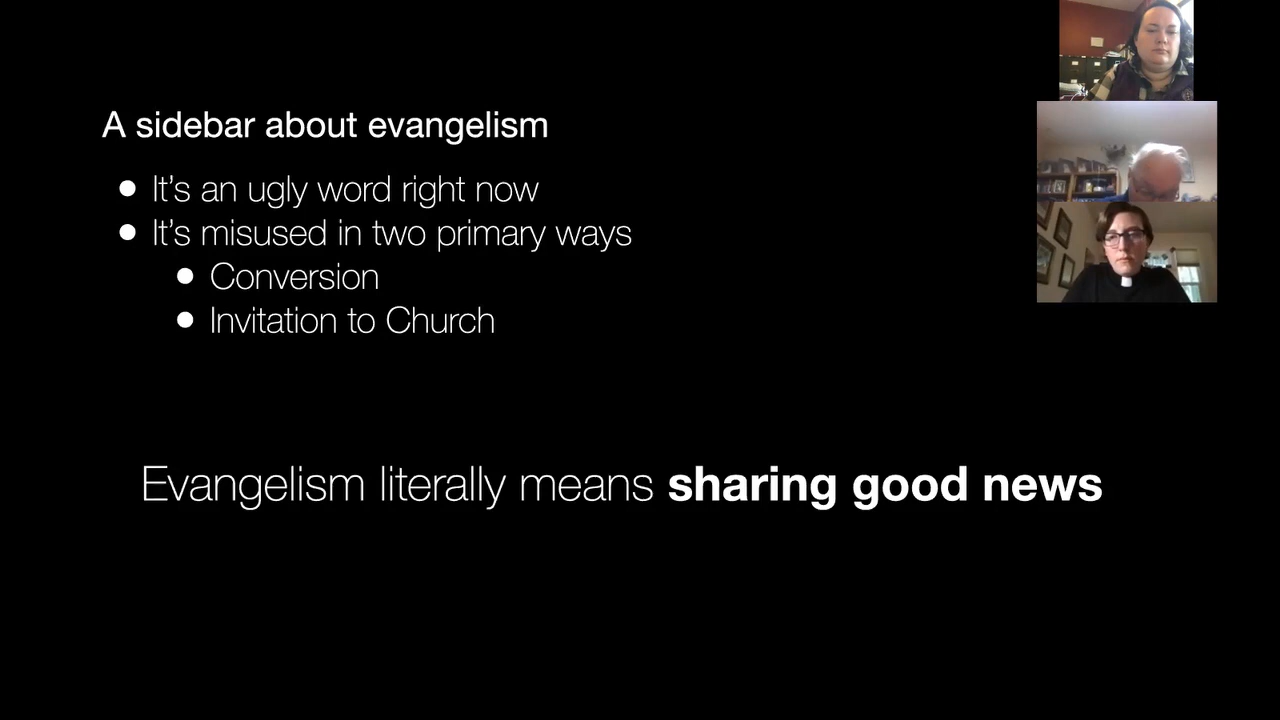 A sidebar about evangelism
It’s an ugly word right now
It’s misused in two primary ways
Conversion
Invitation to Church
Evangelism literally means sharing good news